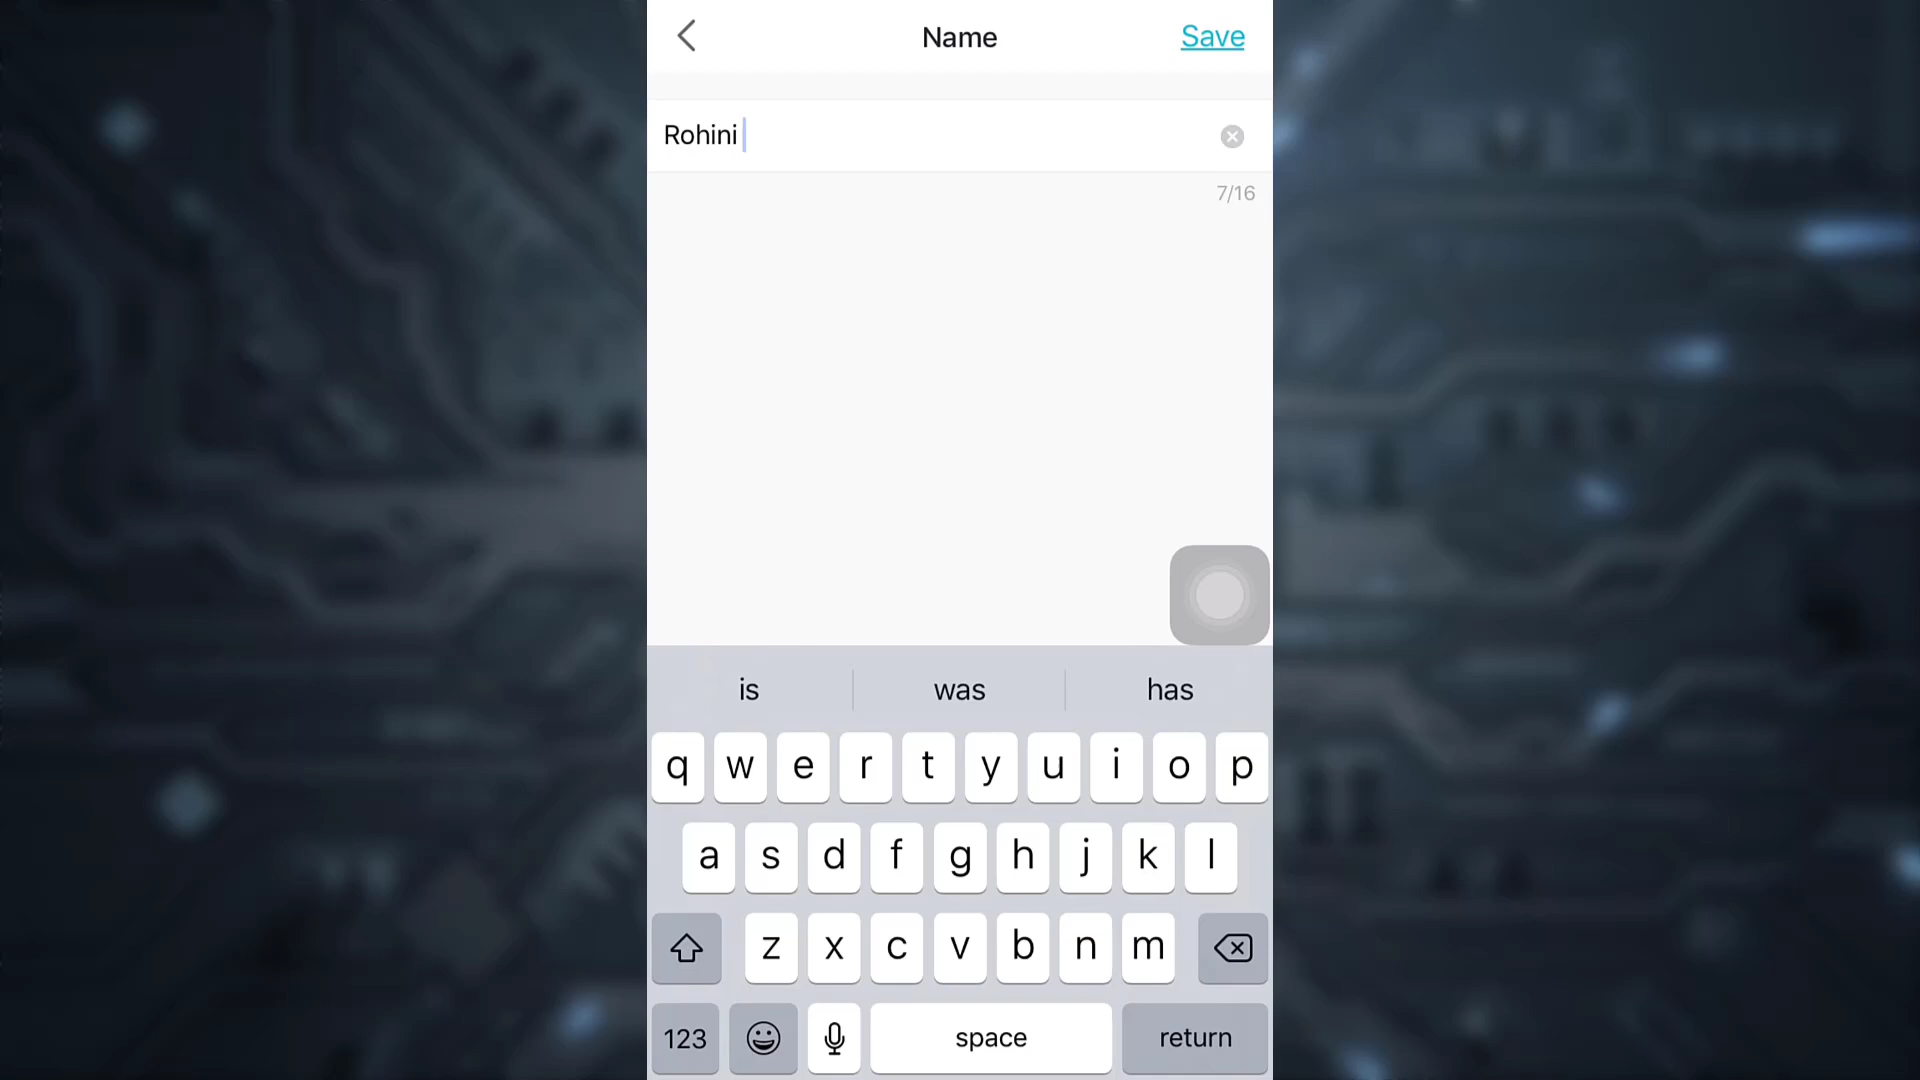 Name
Save
Rohini
7/16
is was has
q w e r t y u i o p
a s d f g h j k l
z x c v b n m
123 space return